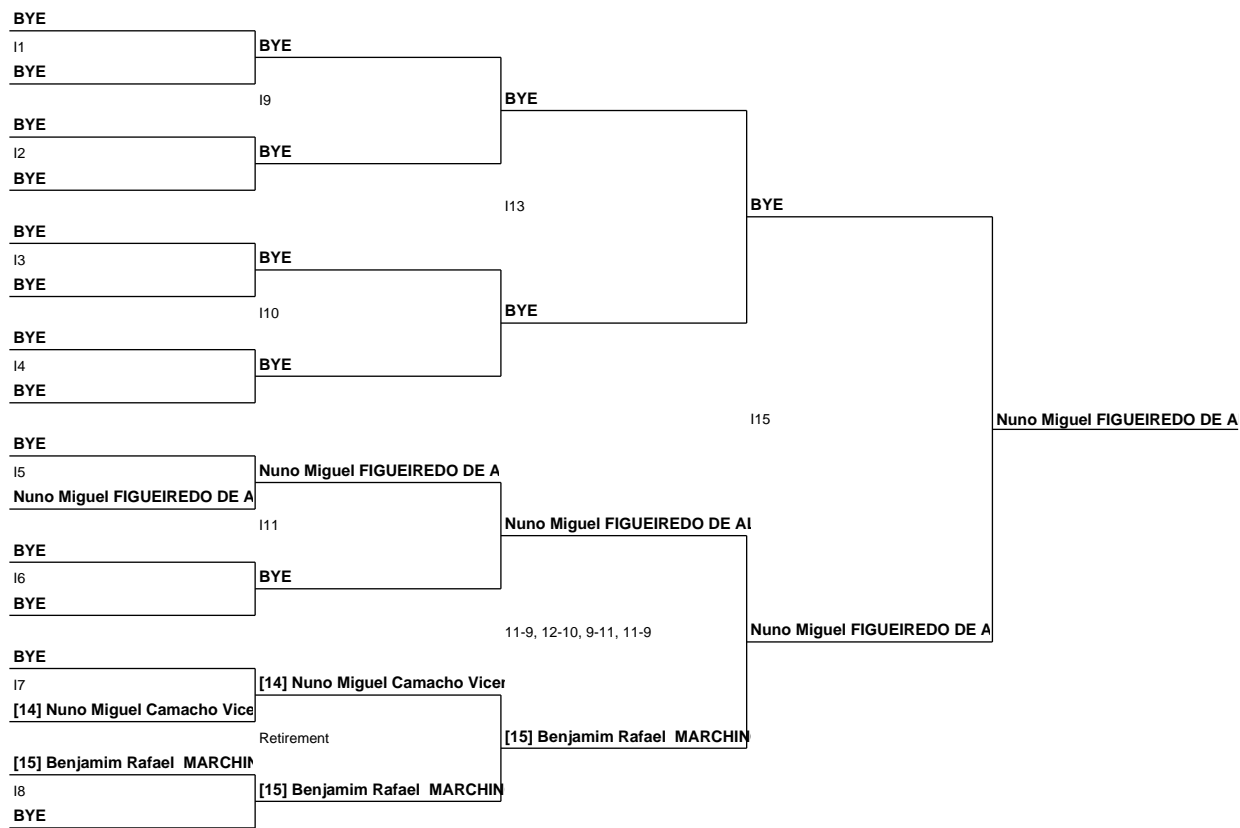 BYE
I1
BYE
BYE
I2
BYE
BYE
I3
BYE
BYE
I4
BYE
BYE
I5
Nuno Miguel FIGUEIREDO DE A
BYE
I6
BYE
BYE
I7
[14] Nuno Miguel Camacho Vice
[15] Benjamim Rafael MARCHIN
I8
BYE
BYE
I9
BYE
BYE
I10
BYE
Nuno Miguel FIGUEIREDO DE A
I11
BYE
[14] Nuno Miguel Camacho Vicer
Retirement
[15] Benjamim Rafael MARCHIN
BYE
I13
BYE
Nuno Miguel FIGUEIREDO DE AL
11-9, 12-10, 9-11, 11-9
[15] Benjamim Rafael MARCHIN
BYE
I15
Nuno Miguel FIGUEIREDO DE A
Nuno Miguel FIGUEIREDO DE A